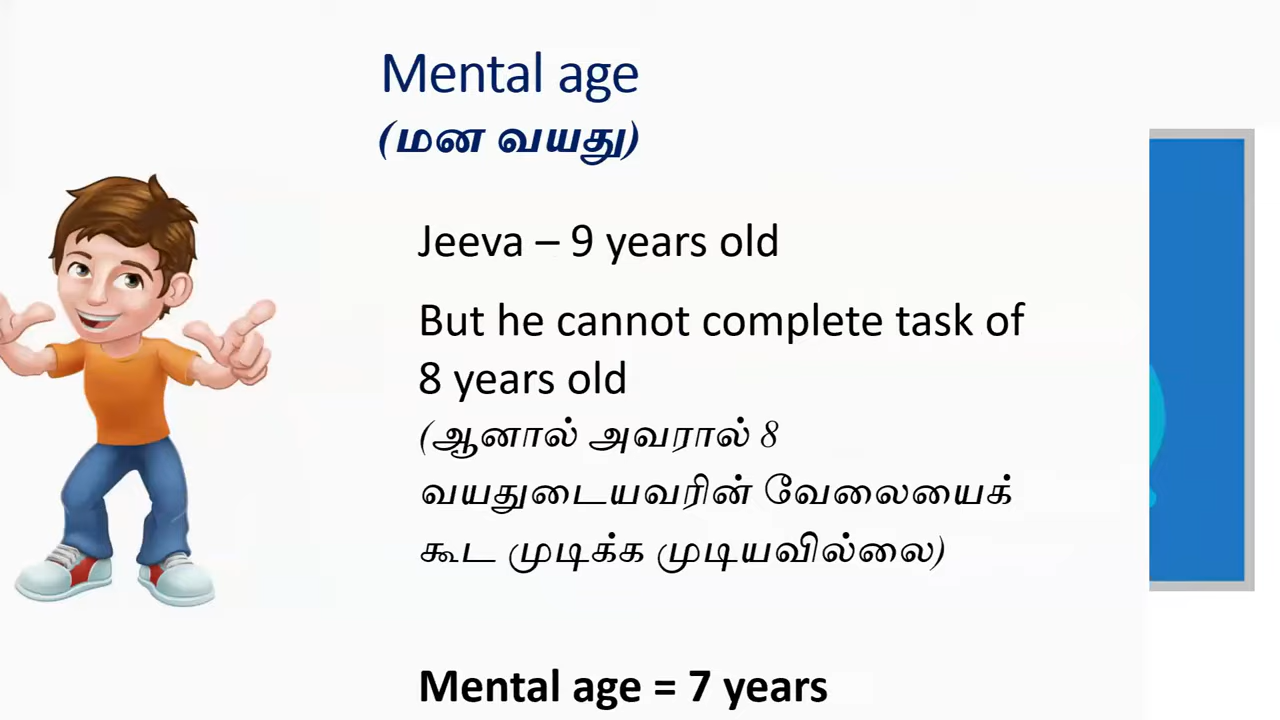 Mental age
(மன வயது)
Jeeva – 9 years old
But he cannot complete task of
8 years old
(ஆனால் அவரால் 8
வயதுடையவரின் வேலையைக்
கூட முடிக்க முடியவில்லை)
Mental age = 7 years